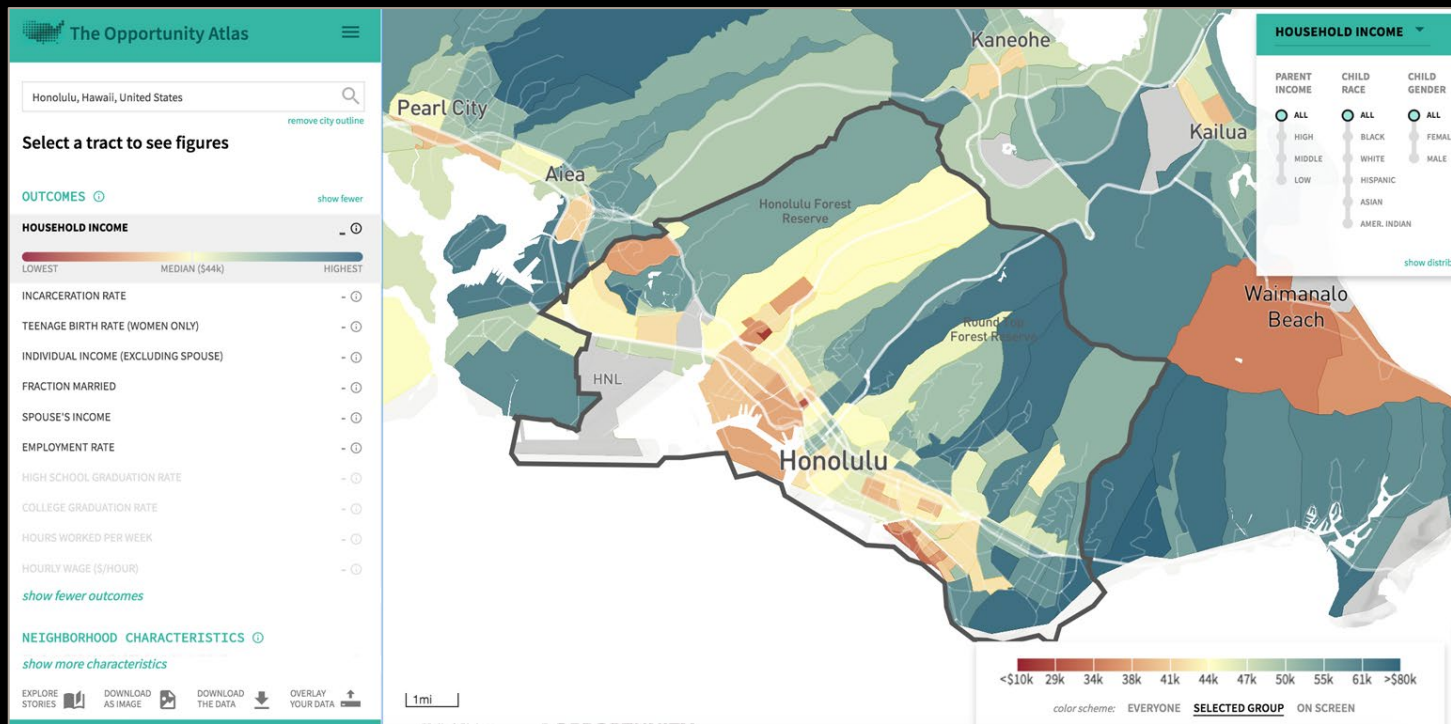 The Opportunity Atlas
Honolulu, Hawaii, United States
remove city outline
Select a tract to see figures
OUTCOMES
show fewer
HOUSEHOLD INCOME -
LOWEST MEDIAN ($44k) HIGHEST
INCARCERATION RATE -
TEENAGE BIRTH RATE (WOMEN ONLY) -
INDIVIDUAL INCOME (EXCLUDING SPOUSE) -
FRACTION MARRIED -
SPOUSE'S INCOME -
EMPLOYMENT RATE -
HIGH SCHOOL GRADUATION RATE -
COLLEGE GRADUATION RATE -
HOURS WORKED PER WEEK -
HOURLY WAGE ($/HOUR) -
show fewer outcomes
NEIGHBORHOOD CHARACTERISTICS
show more characteristics
EXPLORE STORIES
DOWNLOAD AS IMAGE
DOWNLOAD THE DATA
OVERLAY YOUR DATA
Kaneohe
Pearl City
Kailua
Aiea
Honolulu Forest
Reserve
Waimanalo
Beach
Round Top
Forest Reserve
HNL
Honolulu
1mi
HOUSEHOLD INCOME
PARENT INCOME
ALL
HIGH
MIDDLE
LOW
CHILD RACE
ALL
BLACK
WHITE
HISPANIC
ASIAN
AMER. INDIAN
CHILD GENDER
ALL
FEMAL
MALE
show distrib
<$10k 29k 34k 38k 41k 44k 47k 50k 55k 61k >$80k
color scheme: EVERYONE SELECTED GROUP ON SCREEN